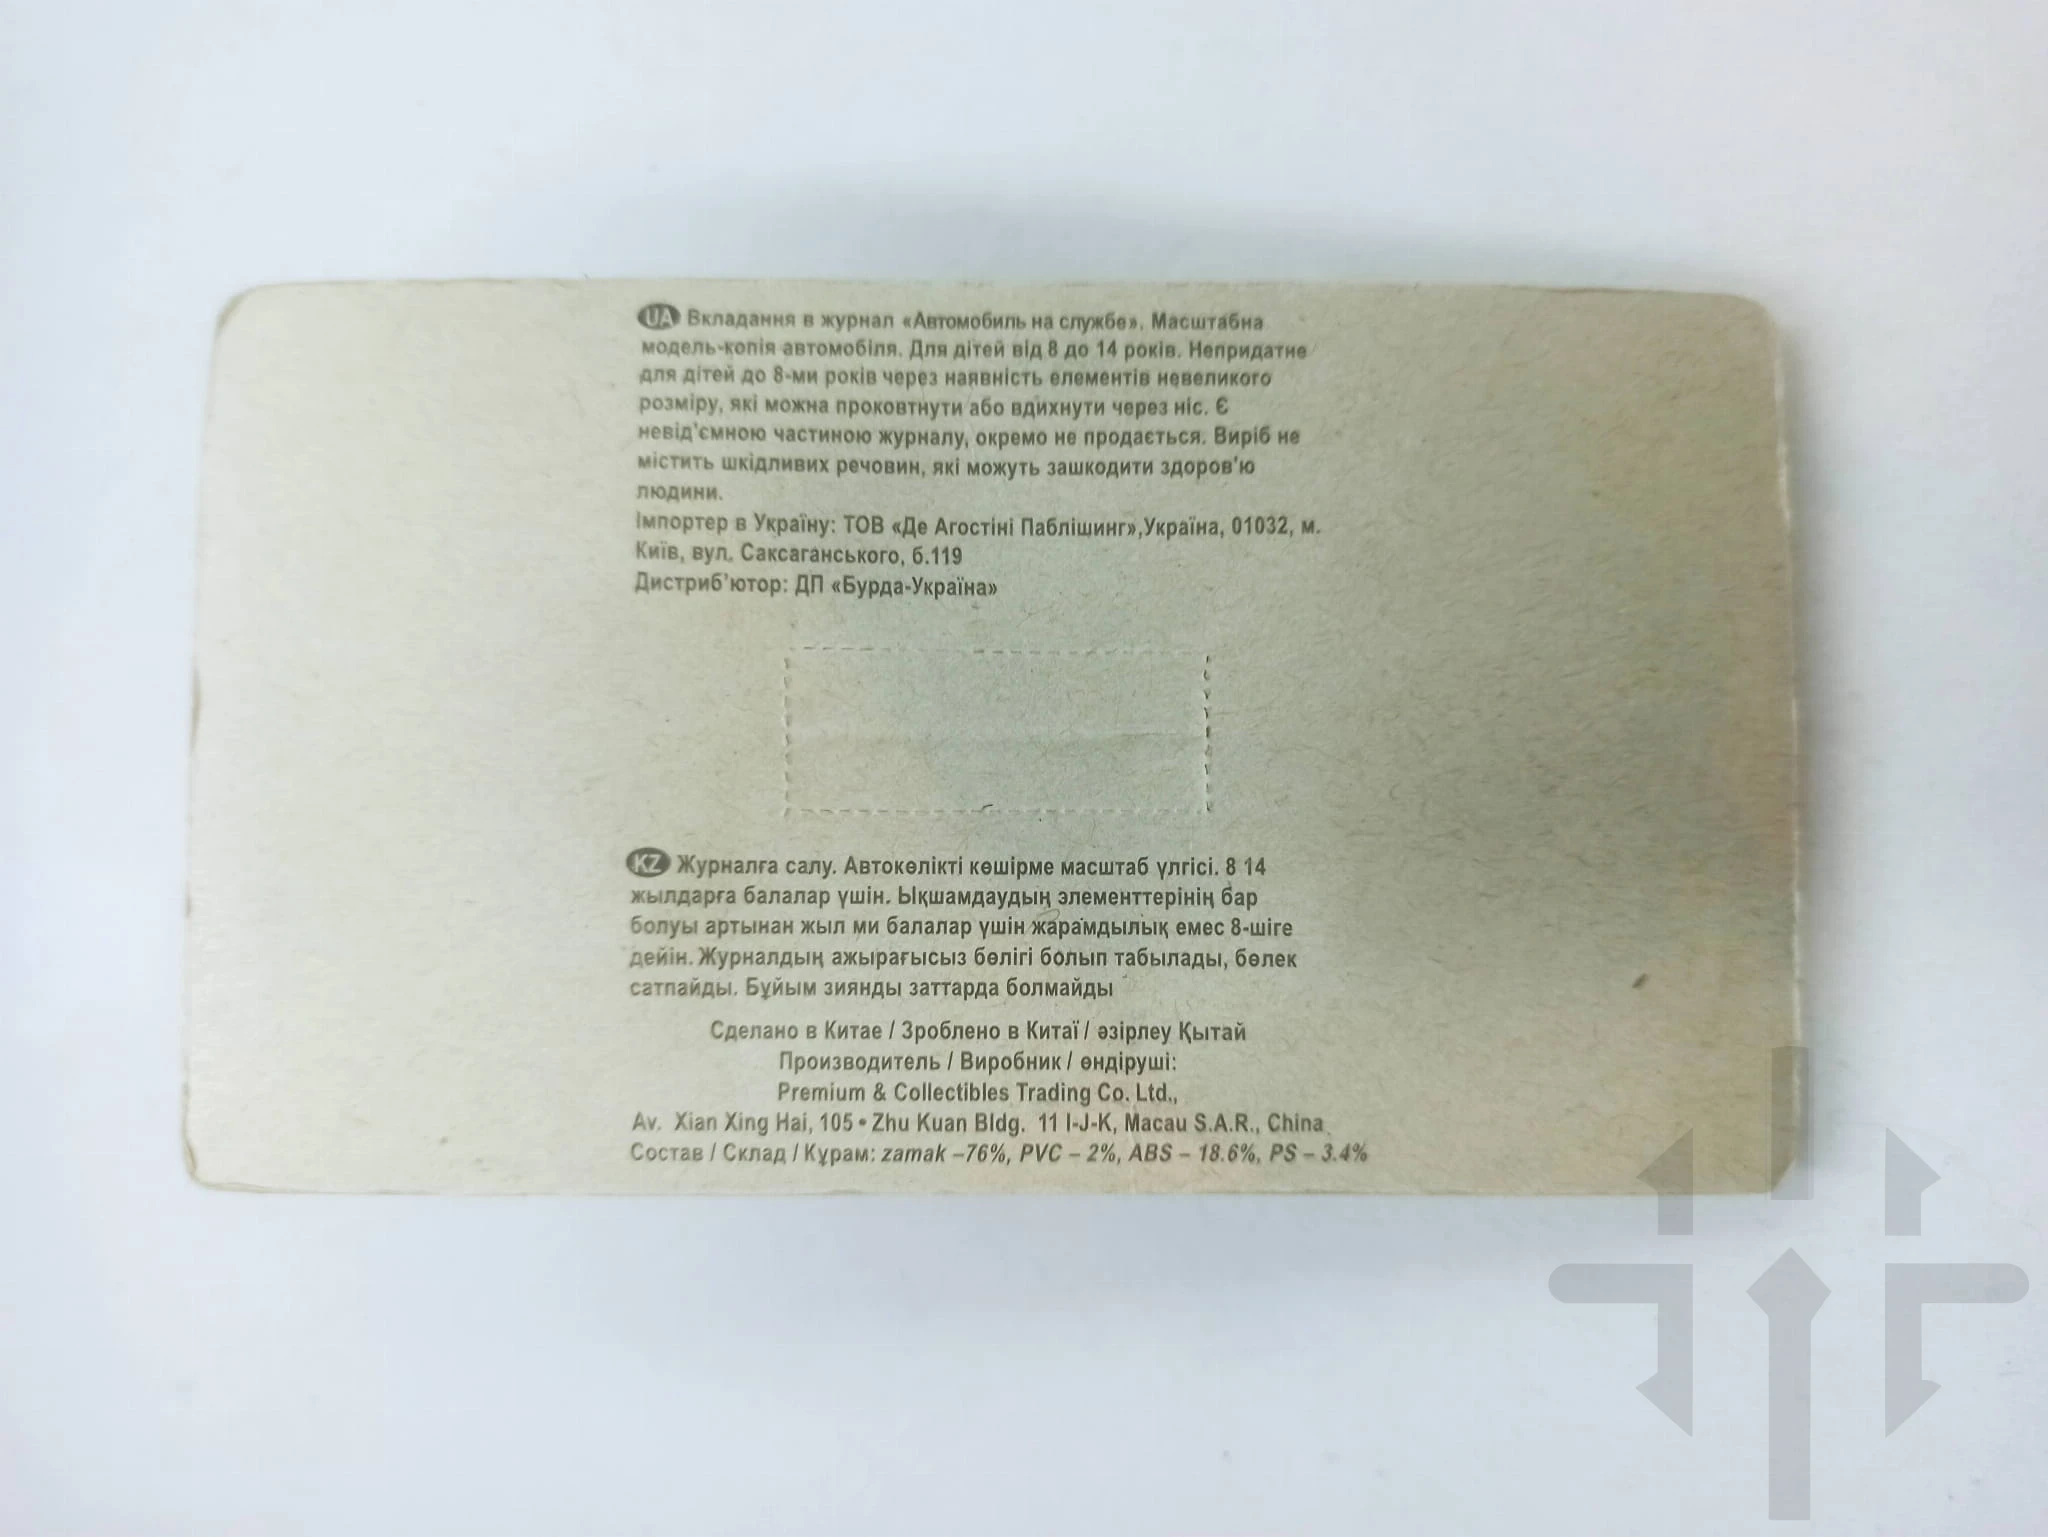 UA Вкладання в журнал «Автомобиль на службе». Масштабна
модель-копія автомобіля. Для дітей від 8 до 14 років. Непридатне
для дітей до 8-ми років через наявність елементів невеликого
розміру, які можна проковтнути або вдихнути через ніс. Є
невід'ємною частиною журналу, окремо не продається. Виріб не
містить шкідливих речовин, які можуть зашкодити здоров'ю
людини.
Імпортер в Україну: ТОВ «Де Агостіні Паблішинг»,Україна, 01032, м.
Київ, вул. Саксаганського, б.119
Дистриб'ютор: ДП «Бурда-Україна»
KZ Журналға салу. Автокөлікті көшірме масштаб үлгісі. 8 14
жылдарға балалар үшін. Ықшамдаудың элементтерінің бар
болуы артынан жыл ми балалар үшін жарамдылық емес 8-шіге
дейін. Журналдың ажырағысыз бөлігі болып табылады, бөлек
сатпайды. Бұйым зиянды заттарда болмайды
Сделано в Китае / Зроблено в Китаї / әзірлеу Қытай
Производитель / Виробник / өндіруші:
Premium & Collectibles Trading Co. Ltd.,
Av. Xian Xing Hai, 105 • Zhu Kuan Bldg. 11 I-J-K, Macau S.A.R., China
Состав / Склад / Құрам: zamak –76%, PVC – 2%, ABS – 18.6%, PS – 3.4%